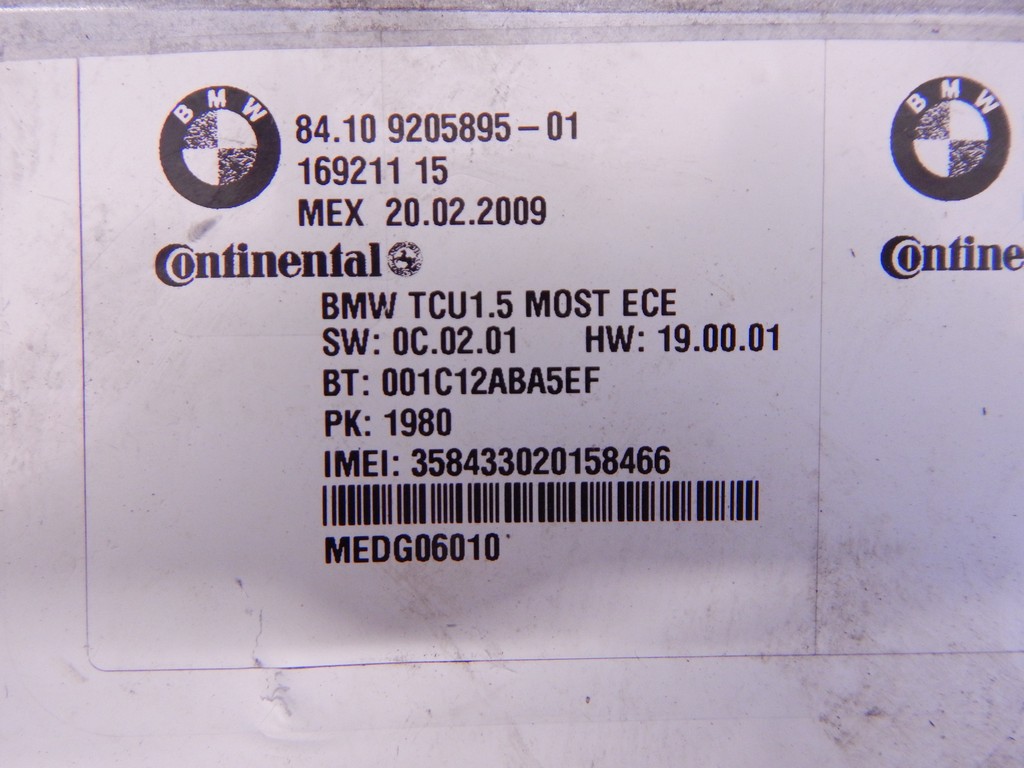 BMW
84.10 9205895-01
169211 15
MEX 20.02.2009
Continental
BMW TCU1.5 MOST ECE
SW: 0C.02.01 HW: 19.00.01
BT: 001C12ABA5EF
PK: 1980
IMEI: 358433020158466
MEDG06010
BMW
Contine